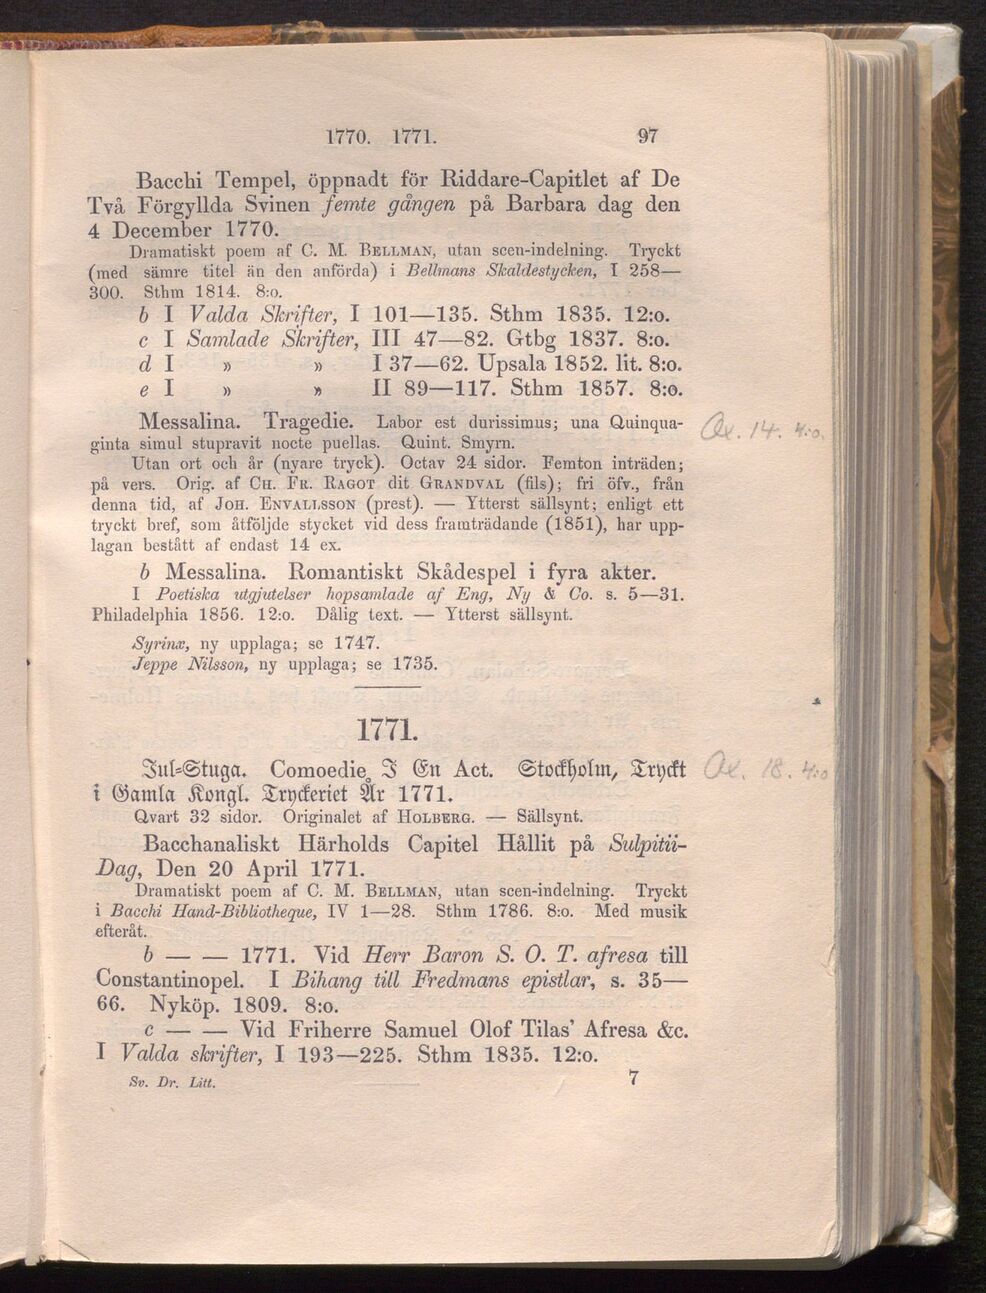 1770. 1771. 97
Bacchi Tempel, öppnadt för Riddare-Capitlet af De
Två Förgyllda Svinen femte gången på Barbara dag den
4 December 1770.
Dramatiskt poem af C. M. BELLMAN, utan scen-indelning. Tryckt
(med sämre titel än den anförda) i Bellmans Skaldestycken, I 258—
300. Sthm 1814. 8:o.
b I Valda Skrifter, I 101—135. Sthm 1835. 12:o.
c I Samlade Skrifter, III 47—82. Gtbg 1837. 8:o.
d I » » I 37—62. Upsala 1852. lit. 8:o.
e I » » II 89—117. Sthm 1857. 8:o.
Messalina. Tragedie. Labor est durissimus; una Quinqua-
ginta simul stupravit nocte puellas. Quint. Smyrn.
Ox. 14. 4:o.
Utan ort och år (nyare tryck). Octav 24 sidor. Femton inträden;
på vers. Orig. af CH. FR. RAGOT dit GRANDVAL (fils); fri öfv., från
denna tid, af JOH. ENVALLSSON (prest). — Ytterst sällsynt; enligt ett
tryckt bref, som åtföljde stycket vid dess framträdande (1851), har upp-
lagan bestått af endast 14 ex.
b Messalina. Romantiskt Skådespel i fyra akter.
I Poetiska utgjutelser hopsamlade af Eng, Ny & Co. s. 5—31.
Philadelphia 1856. 12:o. Dålig text. — Ytterst sällsynt.
Syrinx, ny upplaga; se 1747.
Jeppe Nilsson, ny upplaga; se 1735.
1771.
Jul-Stuga. Comoedie, J En Act. Stockholm, Tryckt
i Gamla Kongl. Tryckeriet År 1771.
Ox. 18. 4:o
Qvart 32 sidor. Originalet af HOLBERG. — Sällsynt.
Bacchanaliskt Härholds Capitel Hållit på Sulpitii-
Dag, Den 20 April 1771.
Dramatiskt poem af C. M. BELLMAN, utan scen-indelning. Tryckt
i Bacchi Hand-Bibliotheque, IV 1—28. Sthm 1786. 8:o. Med musik
efteråt.
b — — 1771. Vid Herr Baron S. O. T. afresa till
Constantinopel. I Bihang till Fredmans epistlar, s. 35—
66. Nyköp. 1809. 8:o.
c — — Vid Friherre Samuel Olof Tilas' Afresa &c.
I Valda skrifter, I 193—225. Sthm 1835. 12:o.
Sv. Dr. Litt. 7